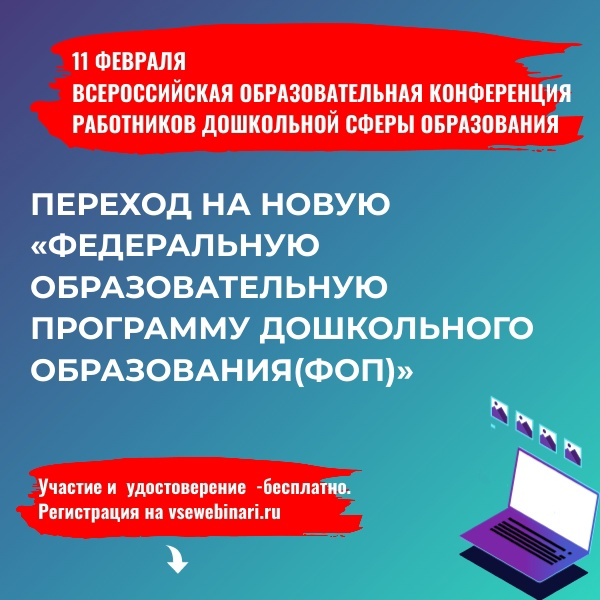 11 ФЕВРАЛЯ
ВСЕРОССИЙСКАЯ ОБРАЗОВАТЕЛЬНАЯ КОНФЕРЕНЦИЯ
РАБОТНИКОВ ДОШКОЛЬНОЙ СФЕРЫ ОБРАЗОВАНИЯ
ПЕРЕХОД НА НОВУЮ
«ФЕДЕРАЛЬНУЮ
ОБРАЗОВАТЕЛЬНУЮ
ПРОГРАММУ ДОШКОЛЬНОГО
ОБРАЗОВАНИЯ(ФОП)»
Участие и удостоверение -бесплатно.
Регистрация на vsewebinari.ru